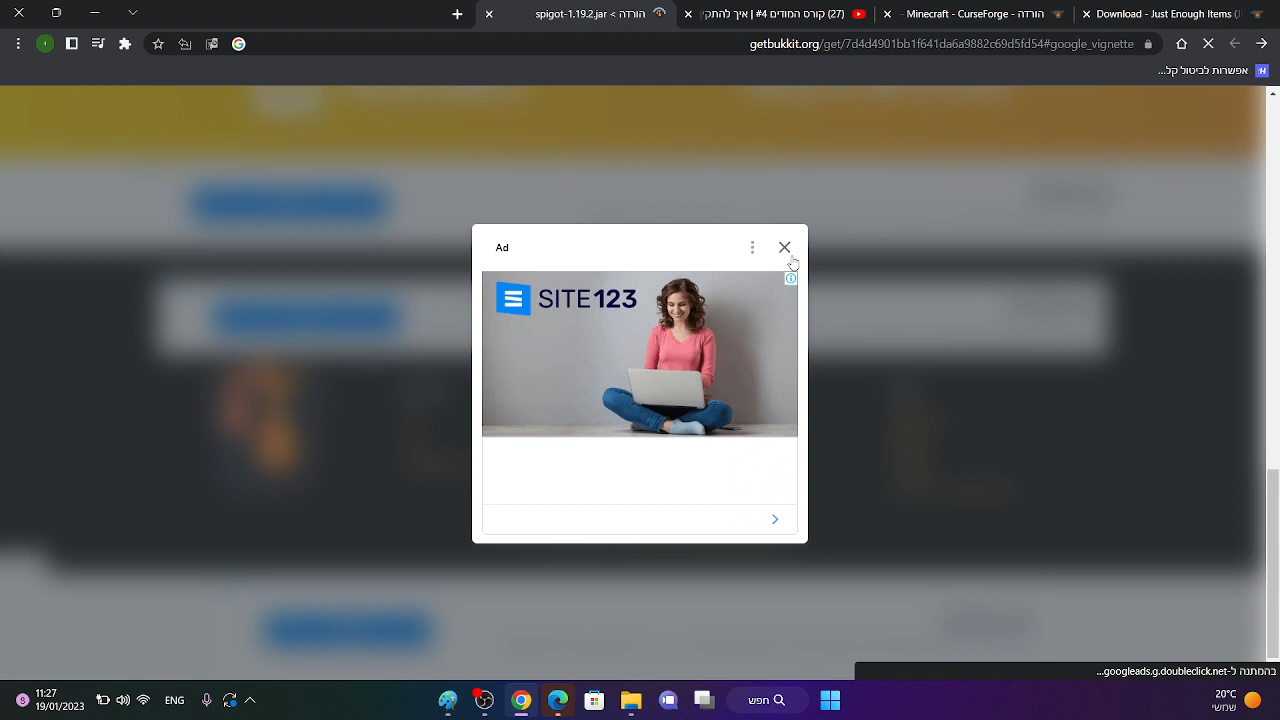 Download - Just Enough Items (J
הורדה - Minecraft - CurseForge
(27) קורס המודים #4 | איך להתקין
הורדה > spigot-1.19.2.jar
getbukkit.org/get/7d4d4901bb1f641da6a9882c69d5fd54#google_vignette
אפשרות לביטול קל...
Ad
SITE123
בהמתנה ל-googleads.g.doubleclick.net...
20°C
שמשי
חפש
ENG
11:27
19/01/2023